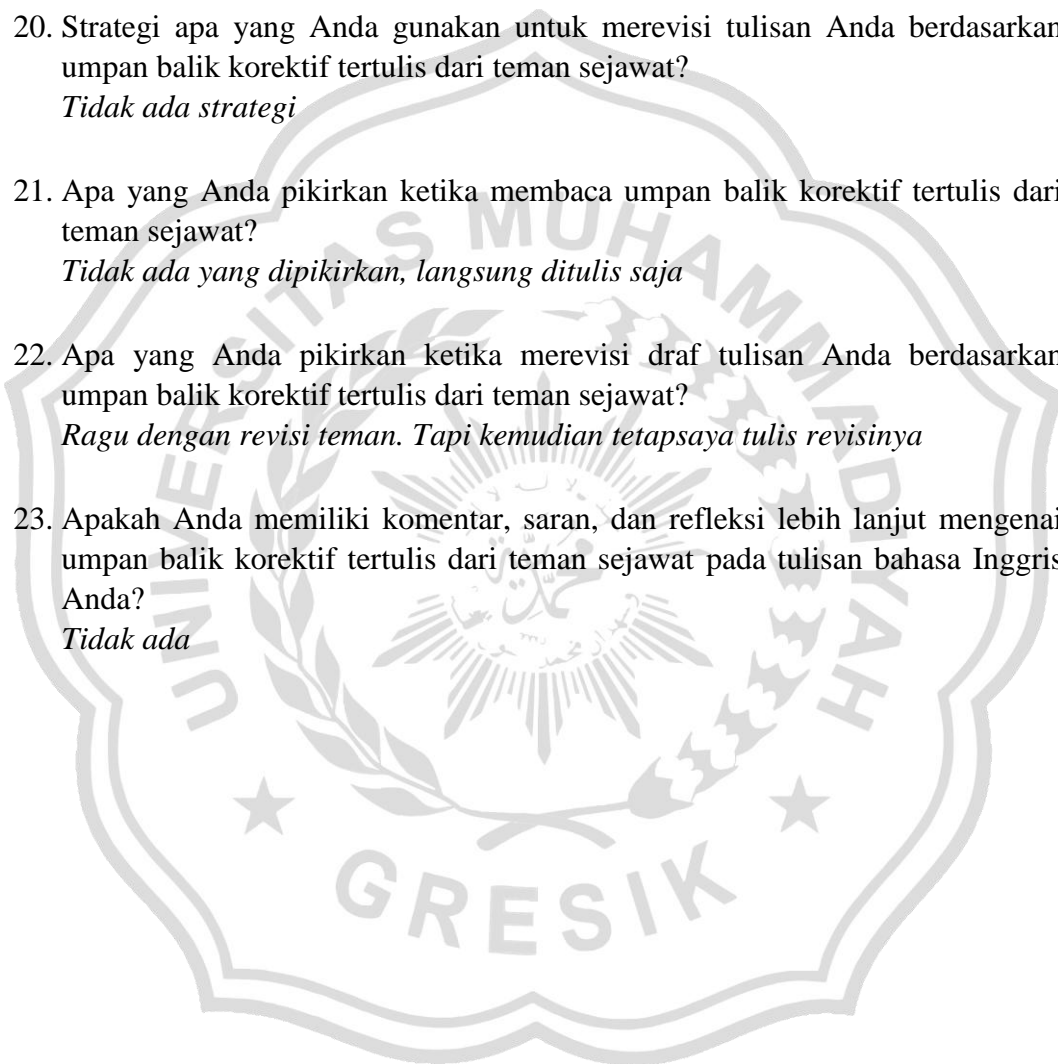 20. Strategi apa yang Anda gunakan untuk merevisi tulisan Anda berdasarkan
umpan balik korektif tertulis dari teman sejawat?
Tidak ada strategi
21. Apa yang Anda pikirkan ketika membaca umpan balik korektif tertulis dari
teman sejawat?
Tidak ada yang dipikirkan, langsung ditulis saja
22. Apa yang Anda pikirkan ketika merevisi draf tulisan Anda berdasarkan
umpan balik korektif tertulis dari teman sejawat?
Ragu dengan revisi teman. Tapi kemudian tetapsaya tulis revisinya
23. Apakah Anda memiliki komentar, saran, dan refleksi lebih lanjut mengenai
umpan balik korektif tertulis dari teman sejawat pada tulisan bahasa Inggris
Anda?
Tidak ada
UNIVERSITAS MUHAMMADIYAH
GRESIK